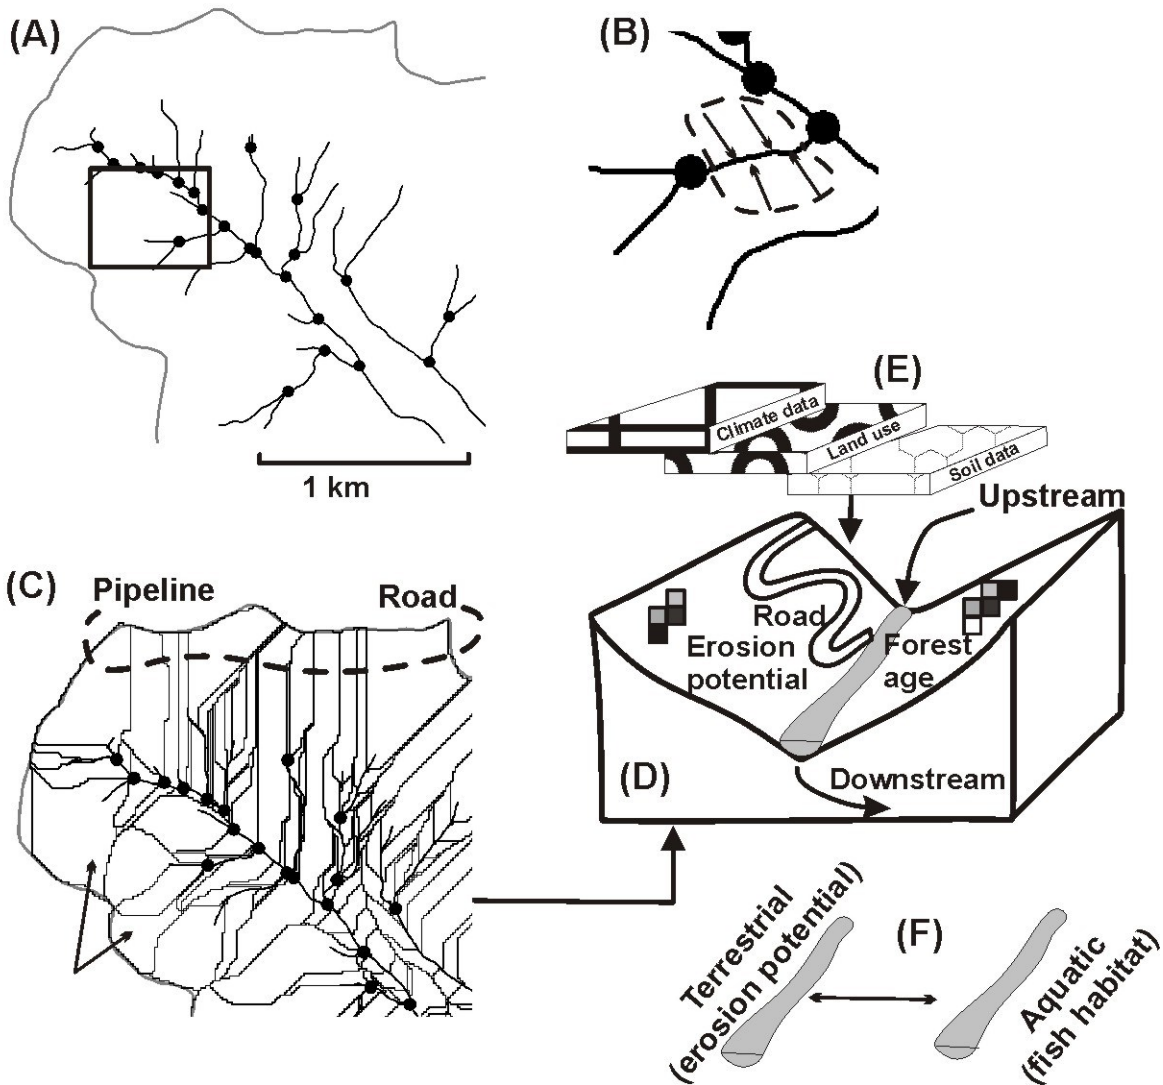 (A)
1 km
(B)
(C)
Pipeline
Road
(E)
Climate data
Land use
Soil data
Upstream
Road
Erosion
potential
Forest
age
(D)
Downstream
(F)
Terrestrial
(erosion potential)
Aquatic
(fish habitat)